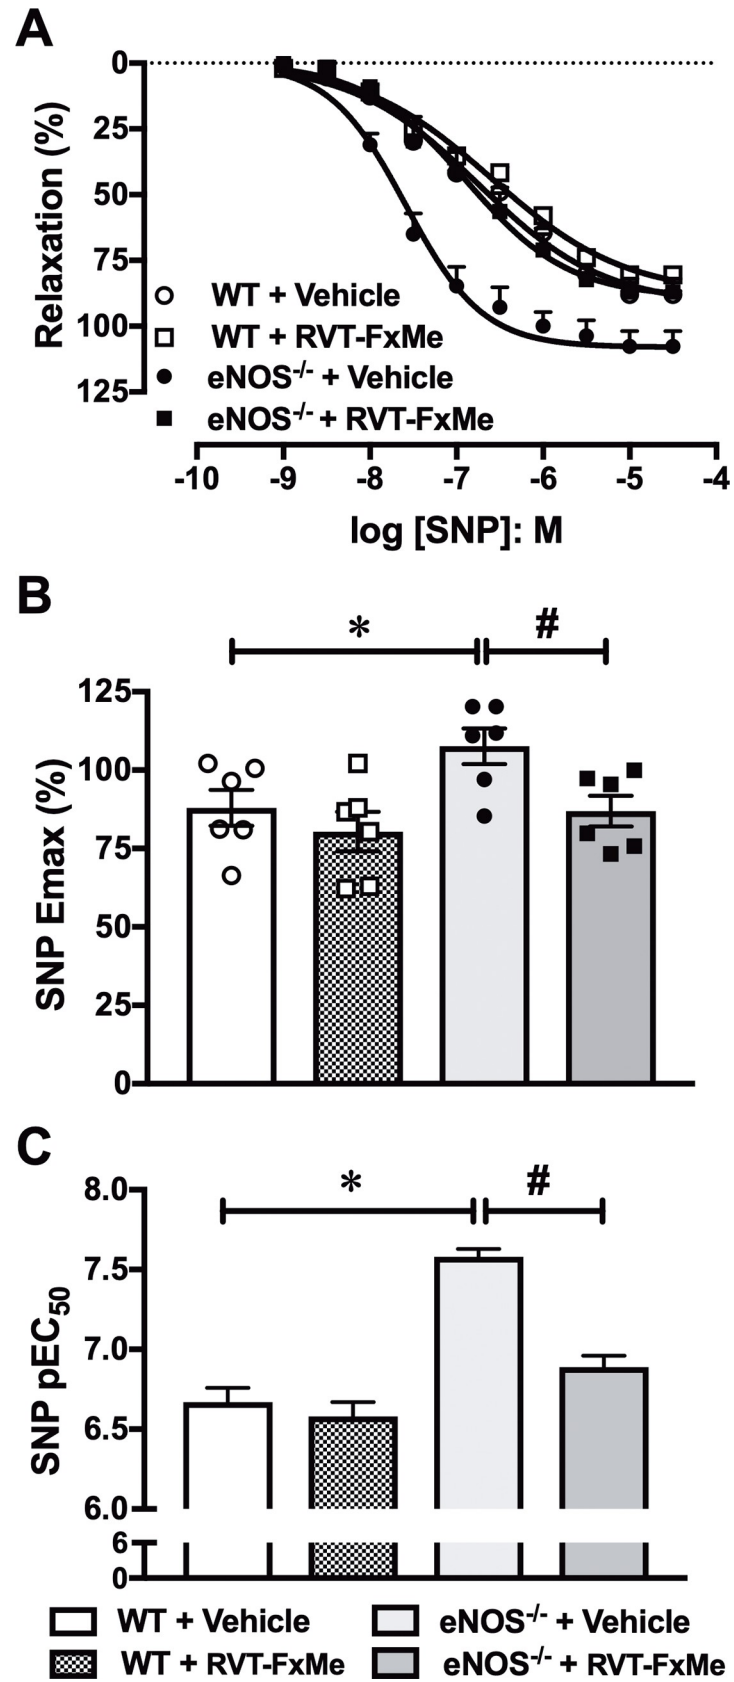 A
Relaxation (%)
0
25
50
75
100
125
WT + Vehicle
WT + RVT-FxMe
eNOS-/- + Vehicle
eNOS-/- + RVT-FxMe
-10 -9 -8 -7 -6 -5 -4
log [SNP]: M
B
* #
SNP Emax (%)
125
100
75
50
25
0
C
* #
SNP pEC50
8.0
7.5
7.0
6.5
6.0
6
0
WT + Vehicle eNOS-/- + Vehicle
WT + RVT-FxMe eNOS-/- + RVT-FxMe